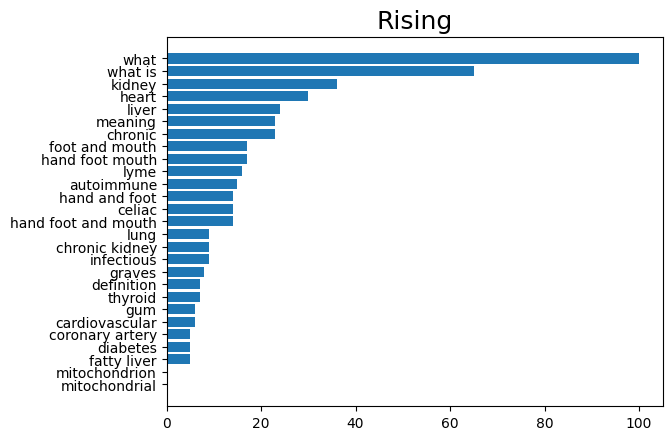 Rising
what
what is
kidney
heart
liver
meaning
chronic
foot and mouth
hand foot mouth
lyme
autoimmune
hand and foot
celiac
hand foot and mouth
lung
chronic kidney
infectious
graves
definition
thyroid
gum
cardiovascular
coronary artery
diabetes
fatty liver
mitochondrion
mitochondrial
0 20 40 60 80 100